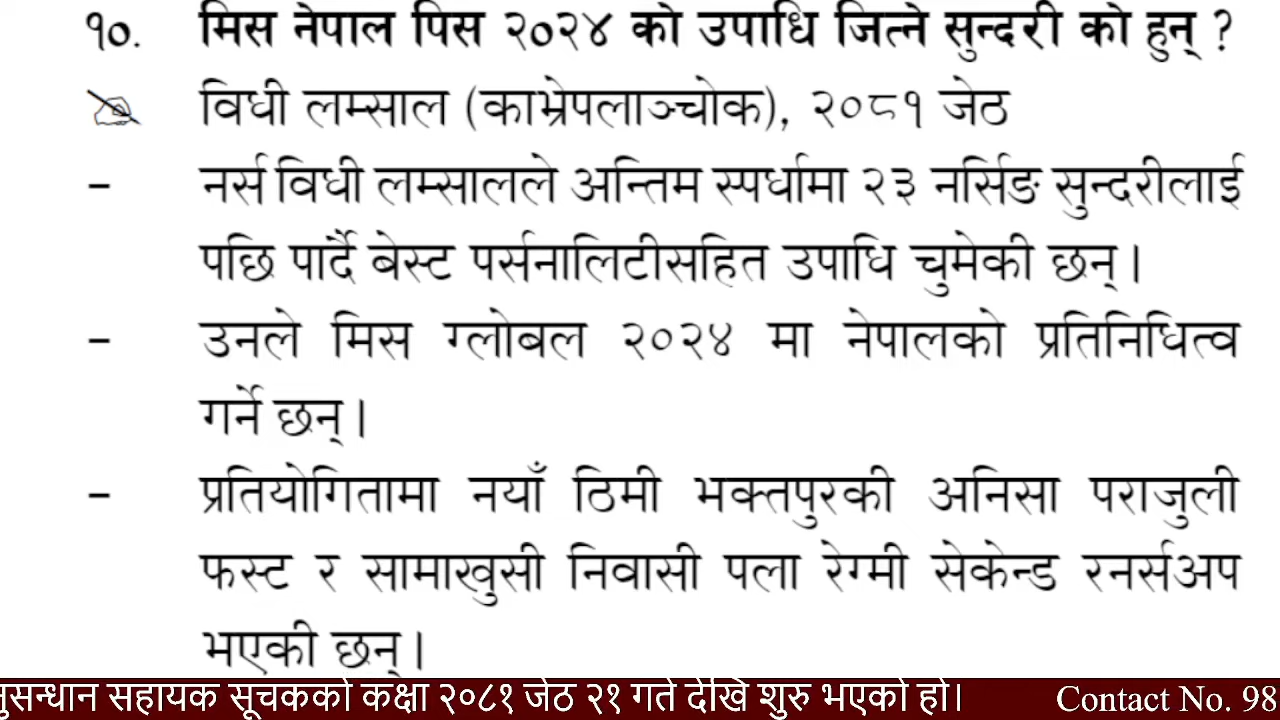 १०. मिस नेपाल पिस २०२४ को उपाधि जित्ने सुन्दरी को हुन् ?
विधी लम्साल (काभ्रेपलाञ्चोक), २०८१ जेठ
- नर्स विधी लम्सालले अन्तिम स्पर्धामा २३ नर्सिङ सुन्दरीलाई
पछि पार्दै बेस्ट पर्सनालिटीसहित उपाधि चुमेकी छन् ।
- उनले मिस ग्लोबल २०२४ मा नेपालको प्रतिनिधित्व
गर्ने छन् ।
- प्रतियोगितामा नयाँ ठिमी भक्तपुरकी अनिसा पराजुली
फस्ट र सामाखुसी निवासी पला रेग्मी सेकेन्ड रनर्सअप
भएकी छन् ।
सहायक सूचकको कक्षा २०८१ जेठ २१ गते देखि शुरु भएको हो । Contact No. 98